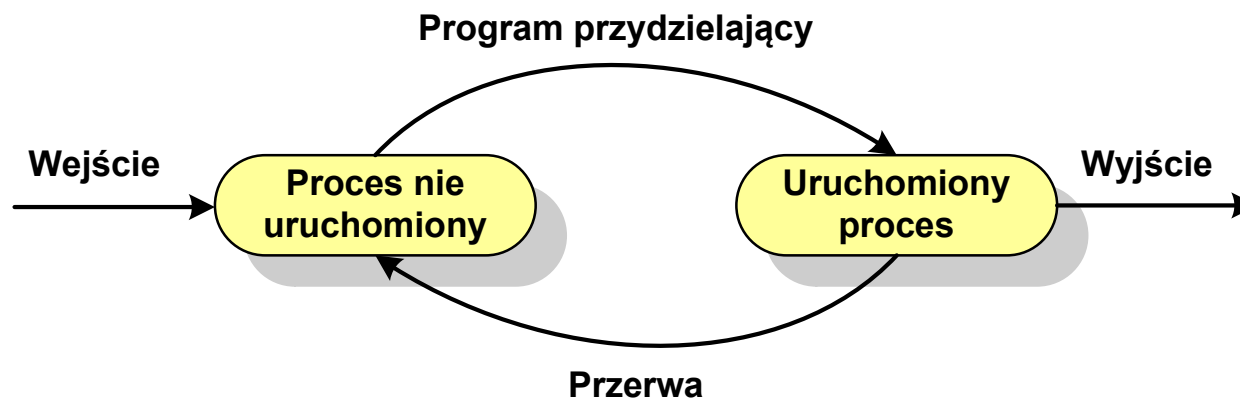 Program przydzielający
Wejście
Proces nie
uruchomiony
Uruchomiony
proces
Wyjście
Przerwa